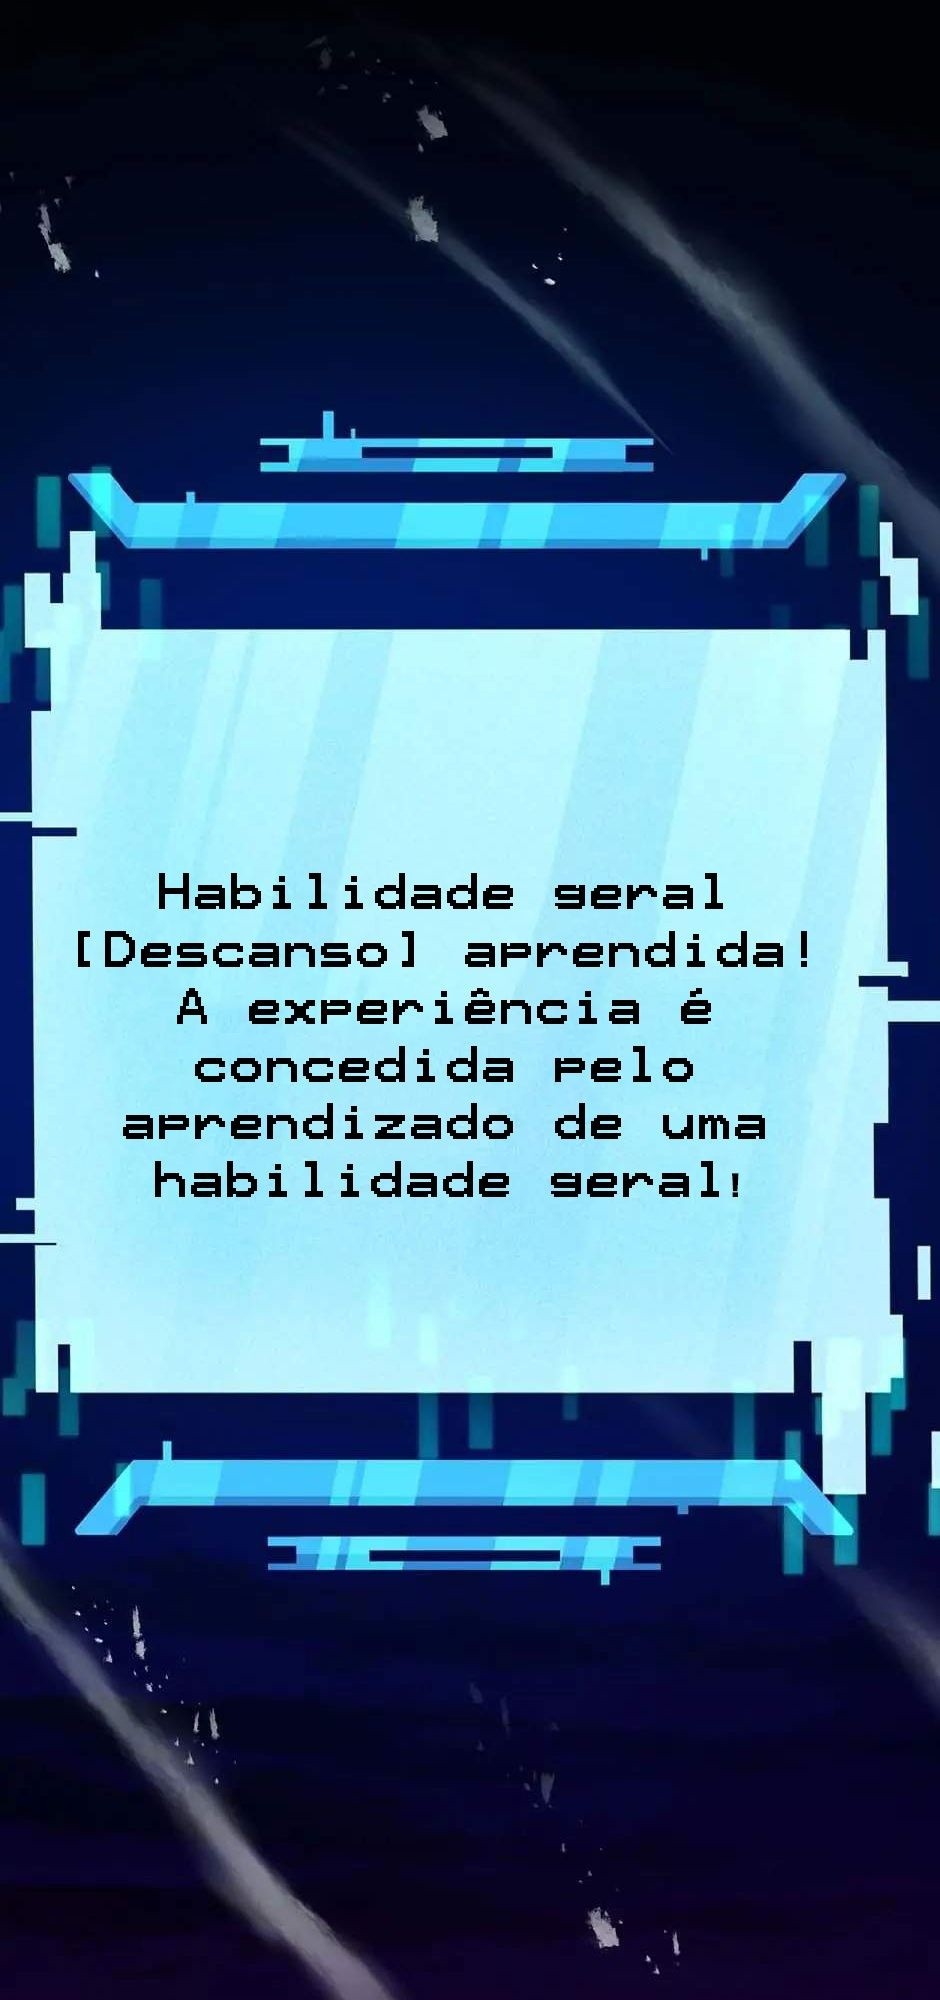 Habilidade geral
[Descanso] aprendida!
A experiência é
concedida pelo
aprendizado de uma
habilidade geral!